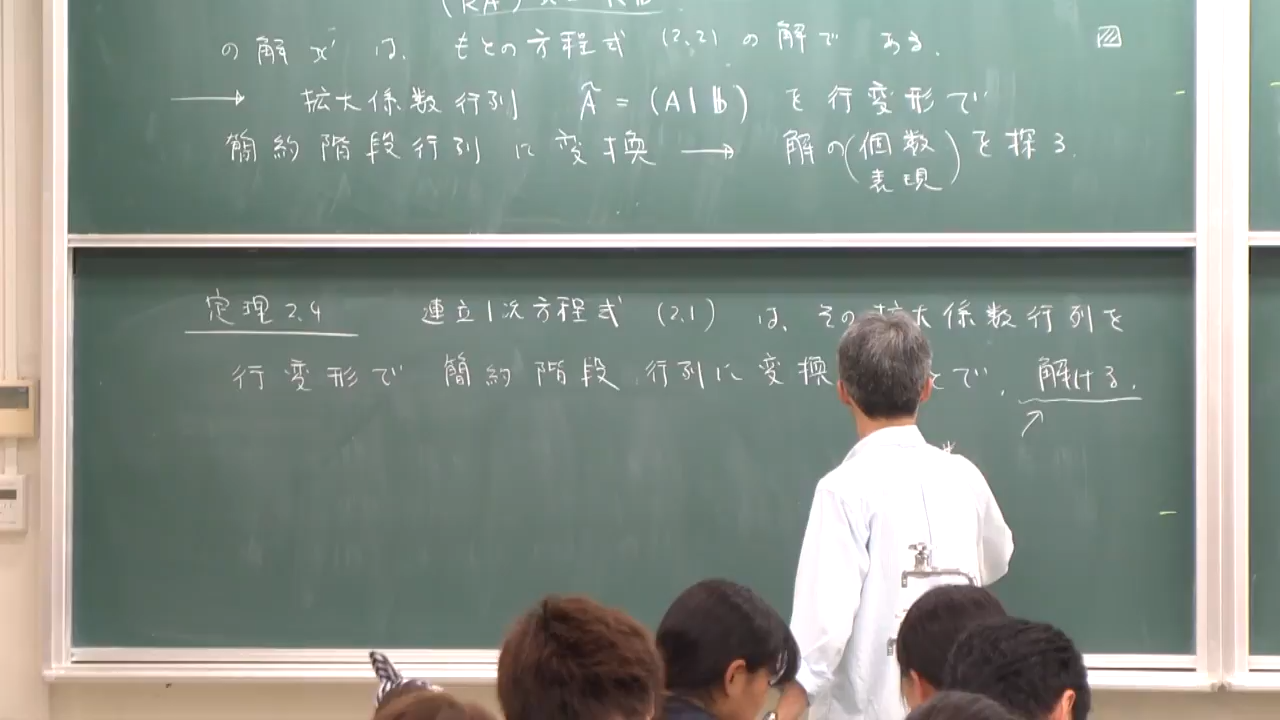 の解 x' は、もとの方程式 (2.2) の解である.
→ 拡大係数行列 Â = (A|b) を行変形で
簡約階段行列に変換 → 解の(個数 表現)を探る.
定理2.4 連立1次方程式 (2.1) は、その拡大係数行列を
行変形で簡約階段行列に変換とで、解ける.